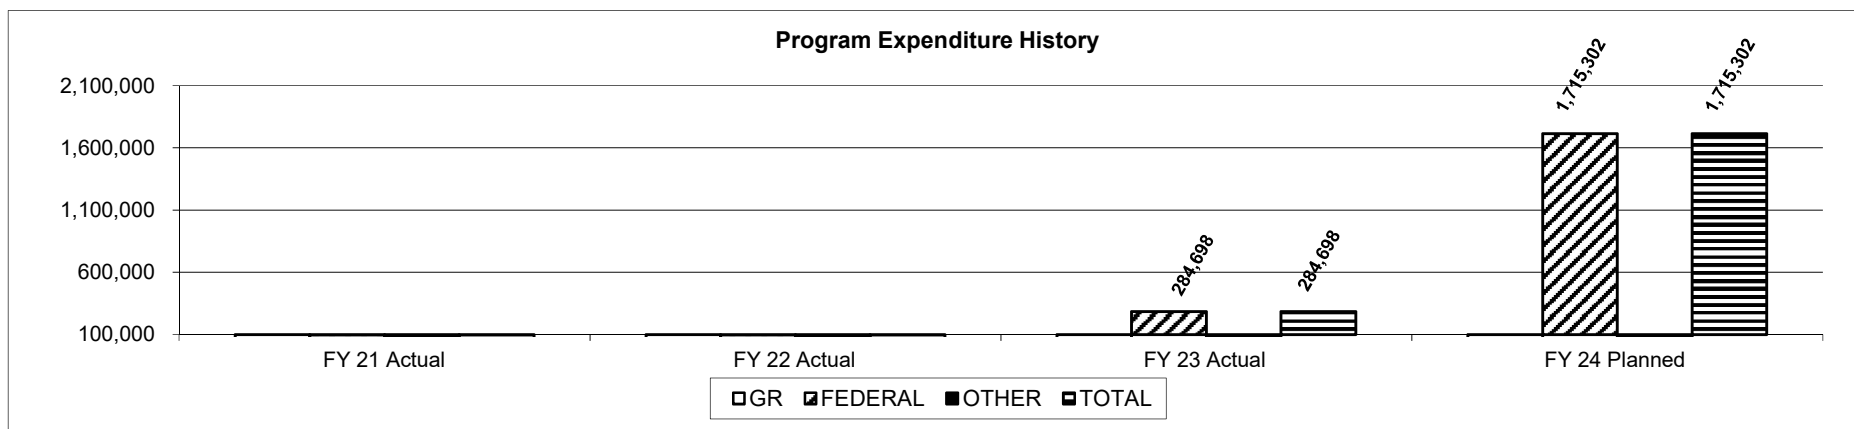 Program Expenditure History
2,100,000
1,600,000
1,100,000
600,000
100,000
284,698
284,698
1,715,302
1,715,302
FY 21 Actual
FY 22 Actual
FY 23 Actual
FY 24 Planned
GR FEDERAL OTHER TOTAL